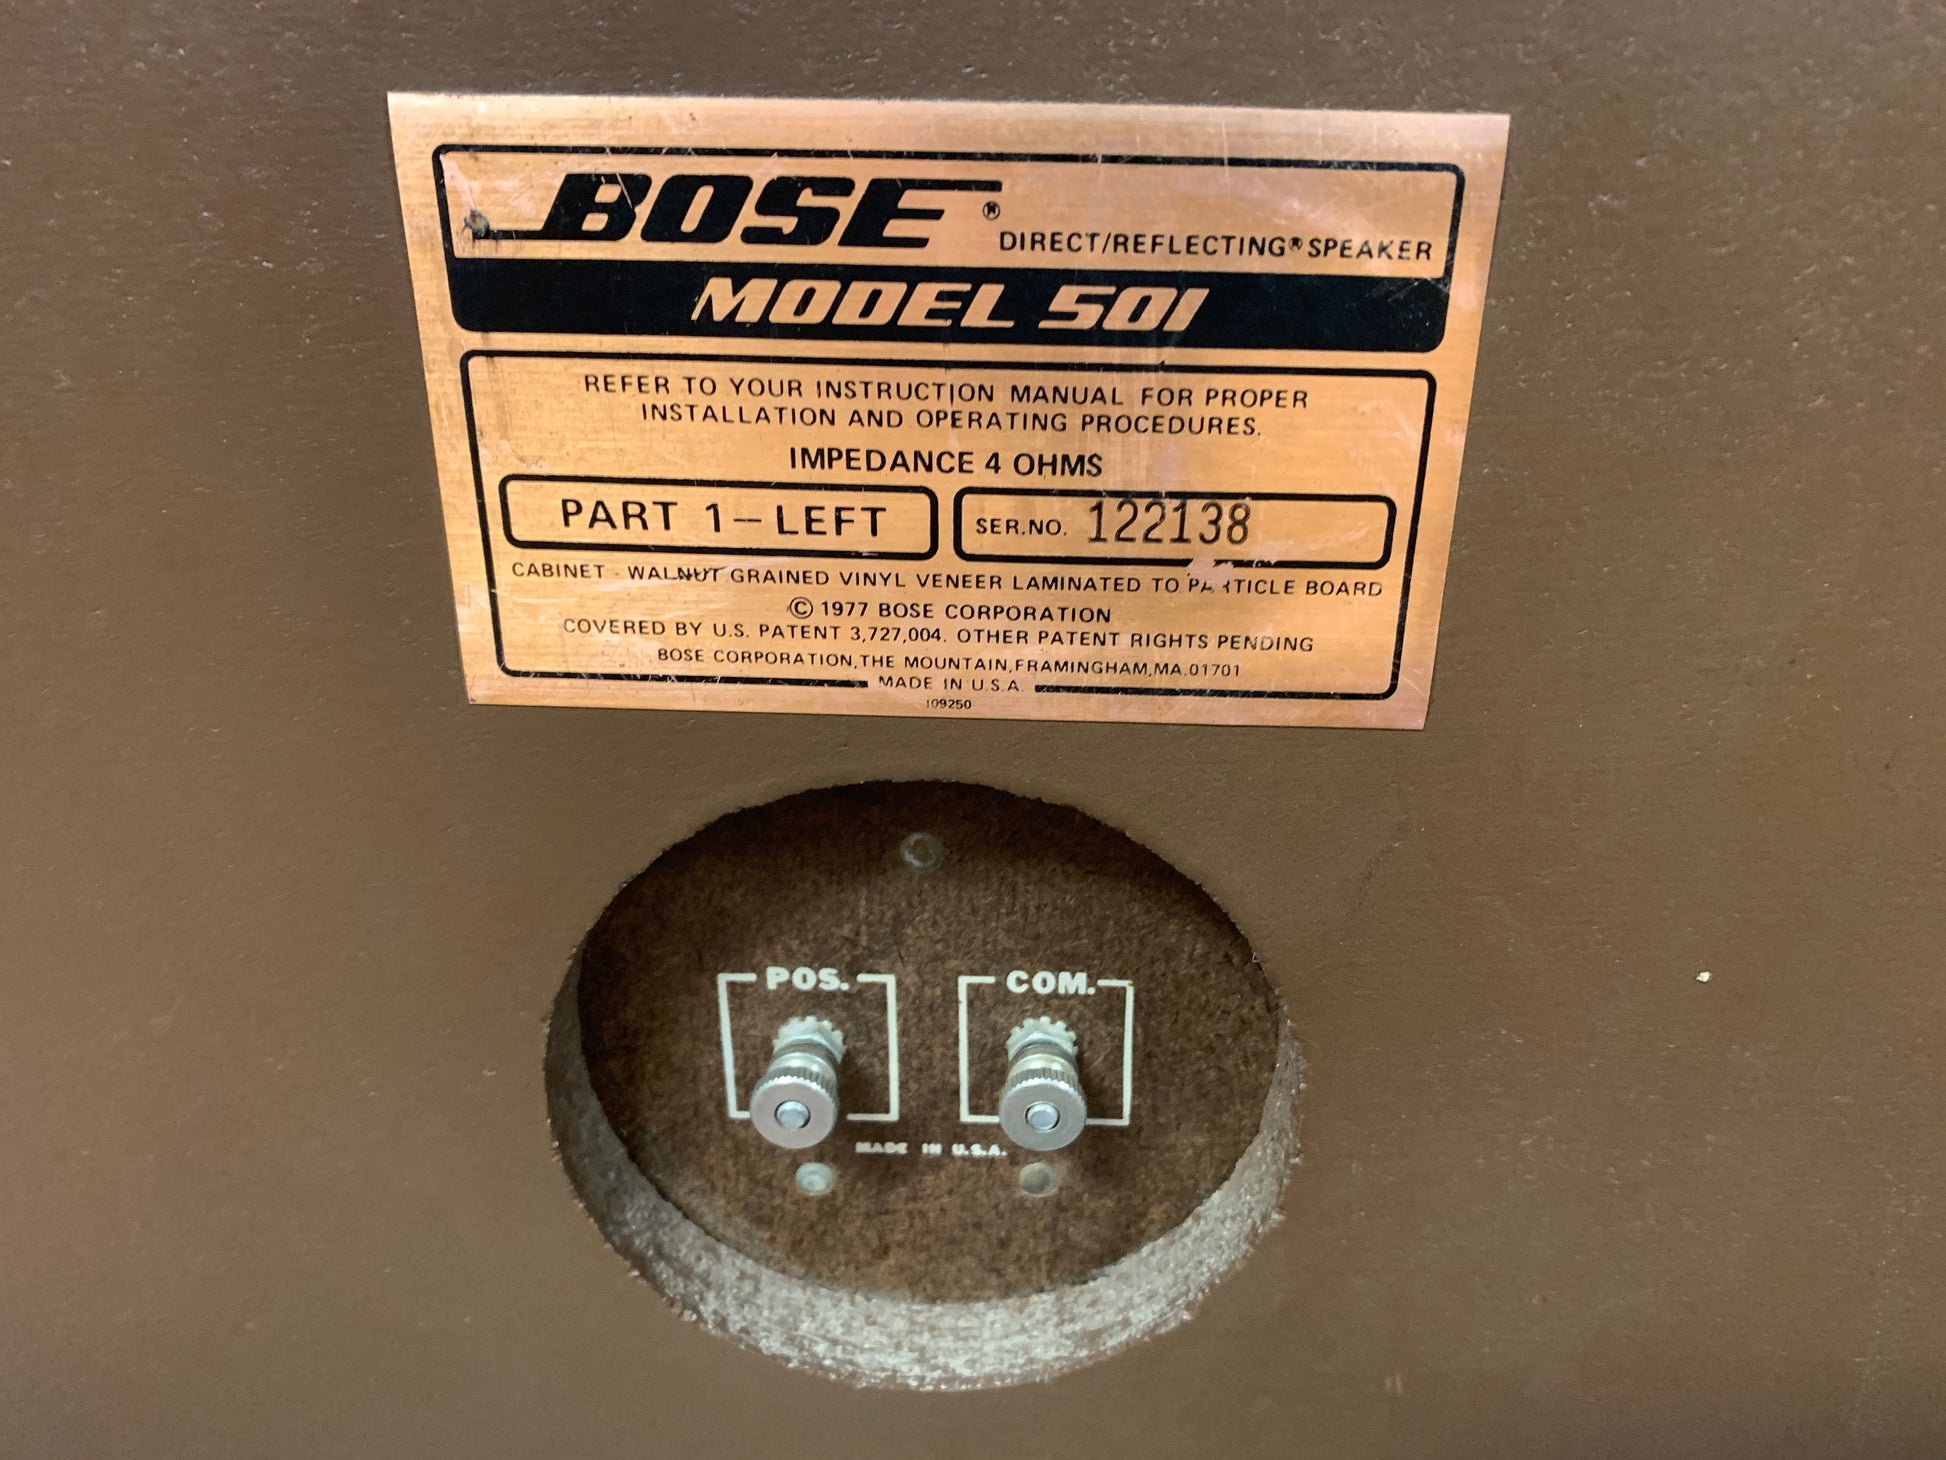 BOSE®
DIRECT/REFLECTING® SPEAKER
MODEL 501
REFER TO YOUR INSTRUCTION MANUAL FOR PROPER
INSTALLATION AND OPERATING PROCEDURES.
IMPEDANCE 4 OHMS
PART 1–LEFT
SER.NO. 122138
CABINET - WALNUT GRAINED VINYL VENEER LAMINATED TO PARTICLE BOARD
© 1977 BOSE CORPORATION
COVERED BY U.S. PATENT 3,727,004. OTHER PATENT RIGHTS PENDING
BOSE CORPORATION, THE MOUNTAIN, FRAMINGHAM, MA. 01701
MADE IN U.S.A.
109250
POS.
COM.
MADE IN U.S.A.